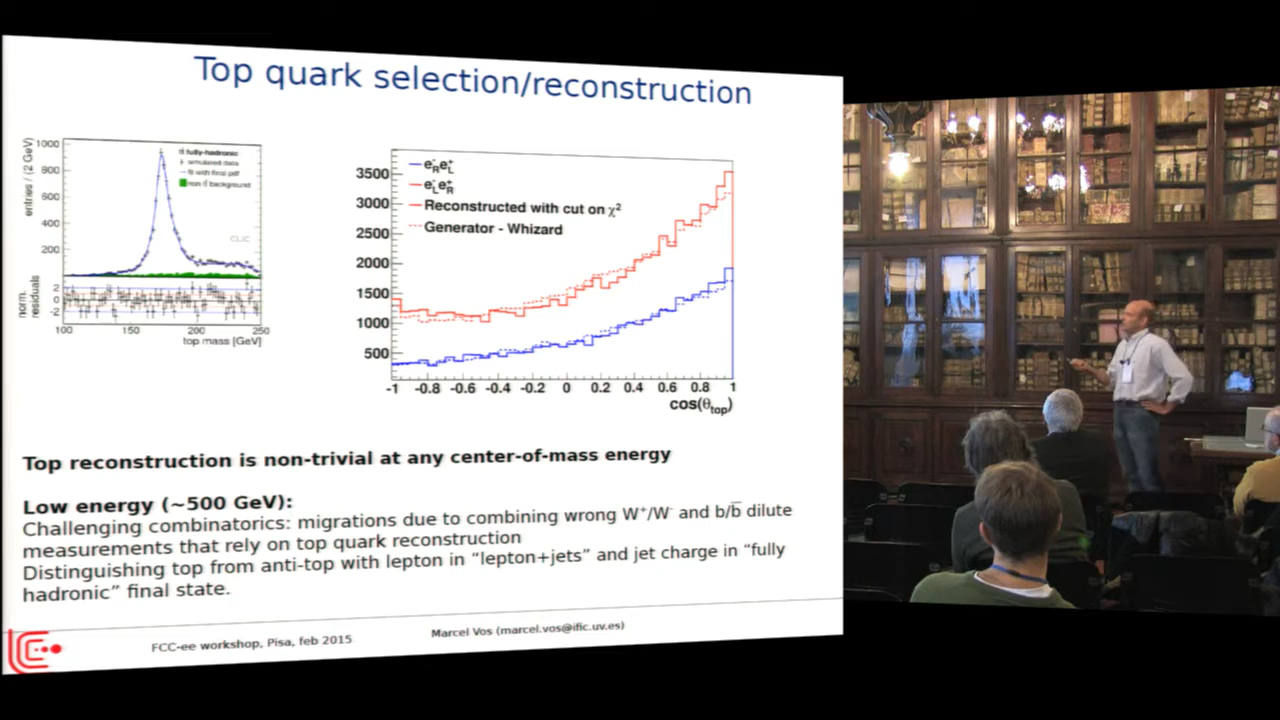 Top quark selection/reconstruction
entries / (2 GeV)
1000
800
600
400
200
tt̄ fully-hadronic
simulated data
fit with final pdf
non tt̄ background
CLIC
norm. residuals
2
0
-2
100 150 200 250
top mass [GeV]
3500
3000
2500
2000
1500
1000
500
e⁻Re⁺L
e⁻Le⁺R
Reconstructed with cut on χ²
Generator - Whizard
-1 -0.8 -0.6 -0.4 -0.2 0 0.2 0.4 0.6 0.8 1
cos(θtop)
Top reconstruction is non-trivial at any center-of-mass energy
Low energy (~500 GeV):
Challenging combinatorics: migrations due to combining wrong W⁺/W⁻ and b/b̅ dilute
measurements that rely on top quark reconstruction
Distinguishing top from anti-top with lepton in “lepton+jets” and jet charge in “fully
hadronic” final state.
FCC-ee workshop, Pisa, feb 2015
Marcel Vos (marcel.vos@ific.uv.es)